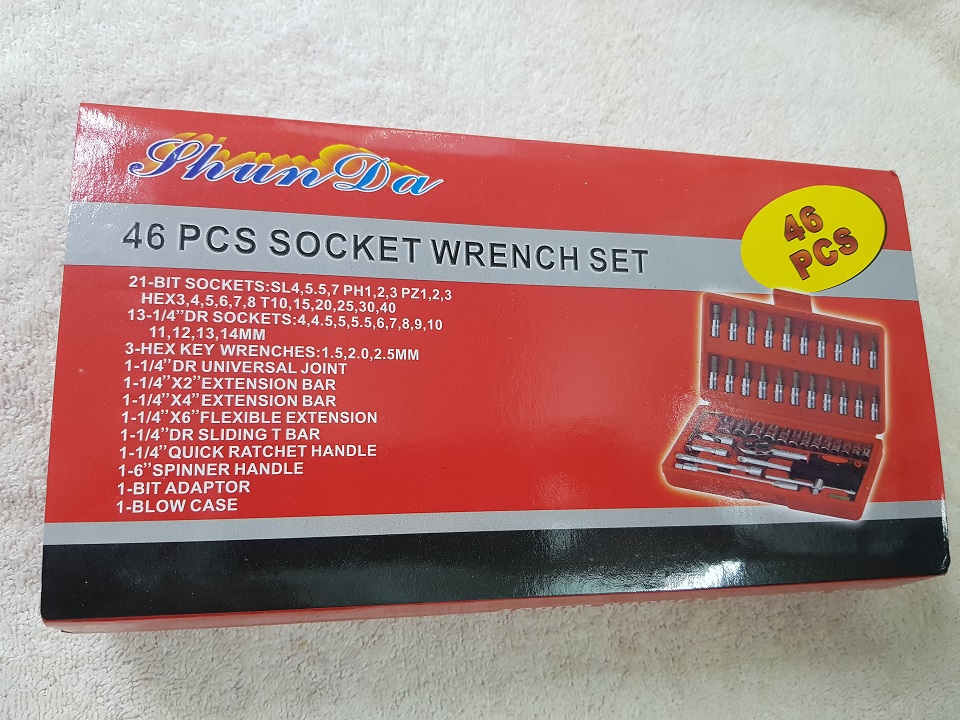 ShunDa
46 PCS
46 PCS SOCKET WRENCH SET
21-BIT SOCKETS:SL4,5.5,7 PH1,2,3 PZ1,2,3
HEX3,4,5,6,7,8 T10,15,20,25,30,40
13-1/4”DR SOCKETS:4,4.5,5,5.5,6,7,8,9,10
11,12,13,14MM
3-HEX KEY WRENCHES:1.5,2.0,2.5MM
1-1/4”DR UNIVERSAL JOINT
1-1/4”X2”EXTENSION BAR
1-1/4”X4”EXTENSION BAR
1-1/4”X6”FLEXIBLE EXTENSION
1-1/4”DR SLIDING T BAR
1-1/4”QUICK RATCHET HANDLE
1-6”SPINNER HANDLE
1-BIT ADAPTOR
1-BLOW CASE